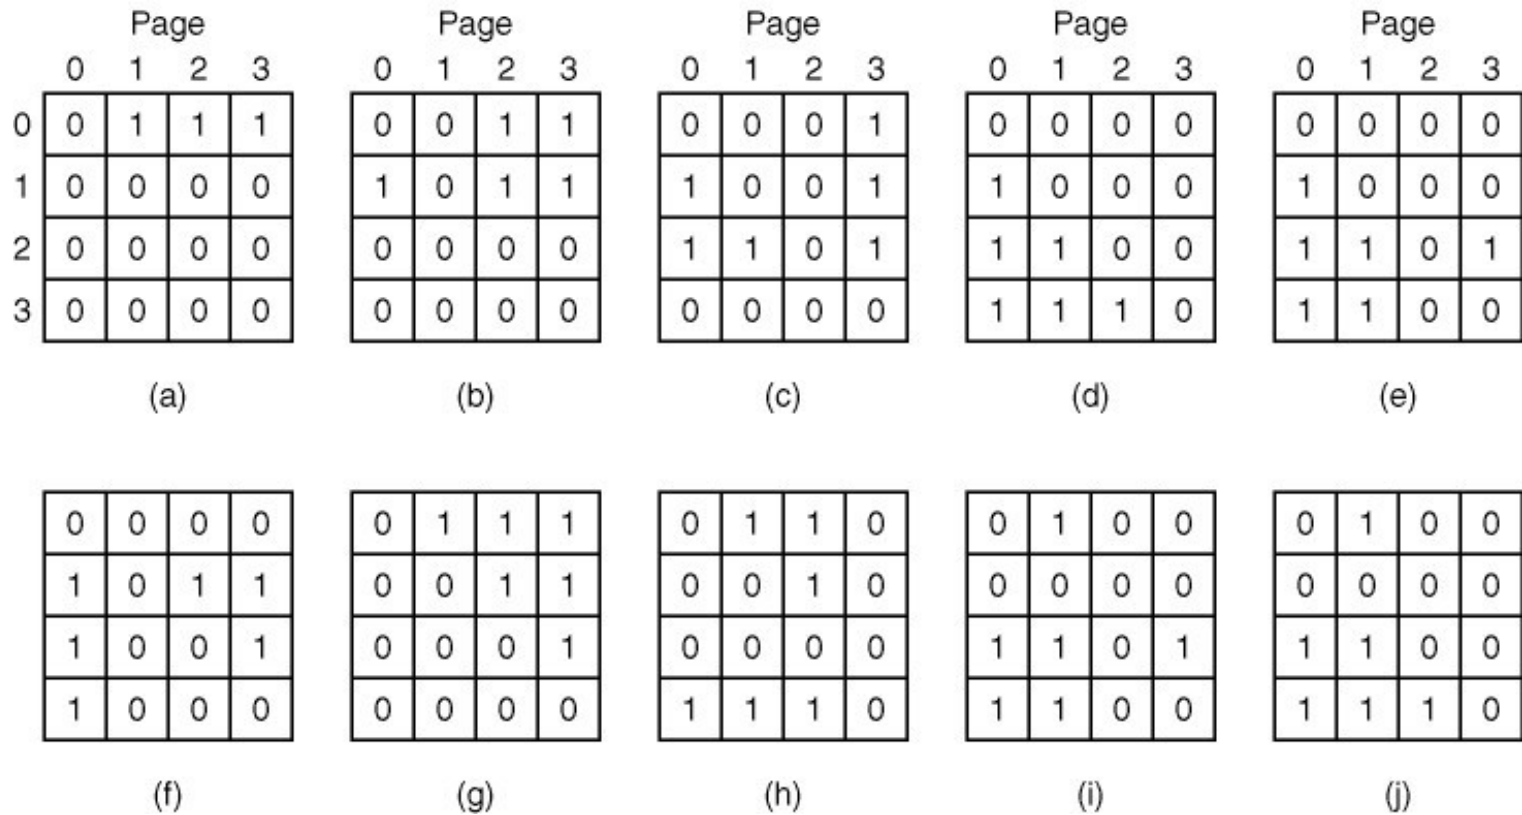 Page Page Page Page Page
0 1 2 3 0 1 2 3 0 1 2 3 0 1 2 3 0 1 2 3
0 0 1 1 1 0 0 1 1 0 0 0 1 0 0 0 0 0 0 0 0
1 0 0 0 0 1 0 1 1 1 0 0 1 1 0 0 0 1 0 0 0
2 0 0 0 0 0 0 0 0 1 1 0 1 1 1 0 0 1 1 0 1
3 0 0 0 0 0 0 0 0 0 0 0 0 1 1 1 0 1 1 0 0
(a) (b) (c) (d) (e)
0 0 0 0 0 1 1 1 0 1 1 0 0 1 0 0 0 1 0 0
1 0 1 1 0 0 1 1 0 0 1 0 0 0 0 0 0 0 0 0
1 0 0 1 0 0 0 1 0 0 0 0 1 1 0 1 1 1 0 0
1 0 0 0 0 0 0 0 1 1 1 0 1 1 0 0 1 1 1 0
(f) (g) (h) (i) (j)